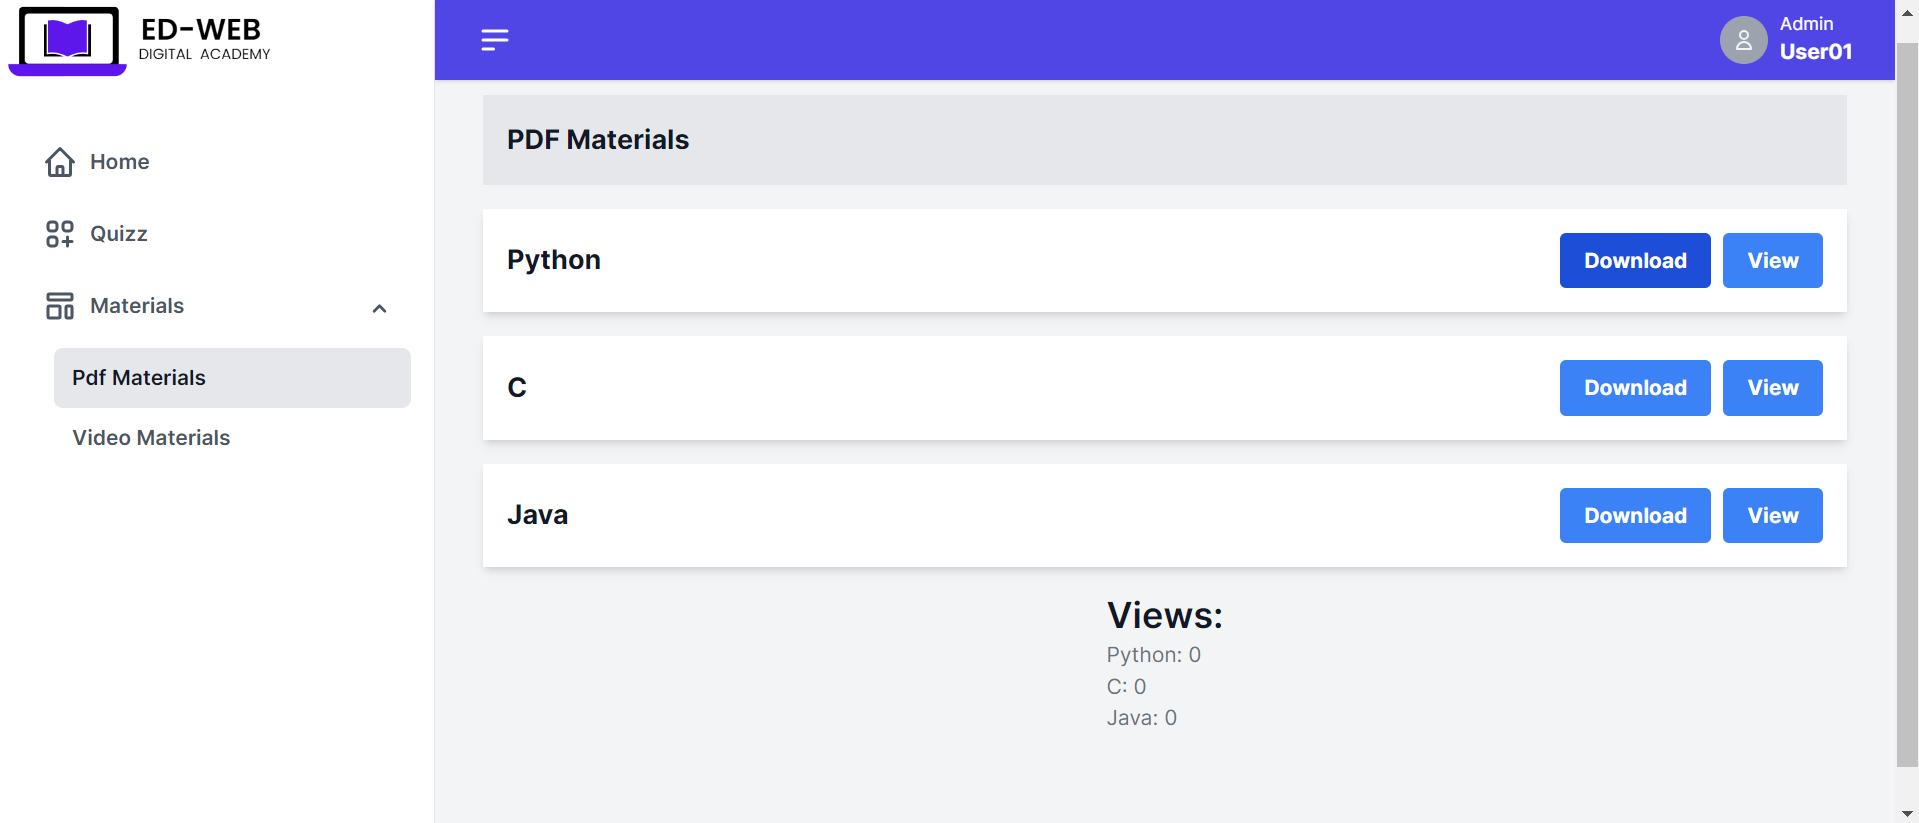 ED-WEB
DIGITAL ACADEMY
Admin
User01
Home
Quizz
Materials
Pdf Materials
Video Materials
PDF Materials
Python
Download
View
C
Download
View
Java
Download
View
Views:
Python: 0
C: 0
Java: 0